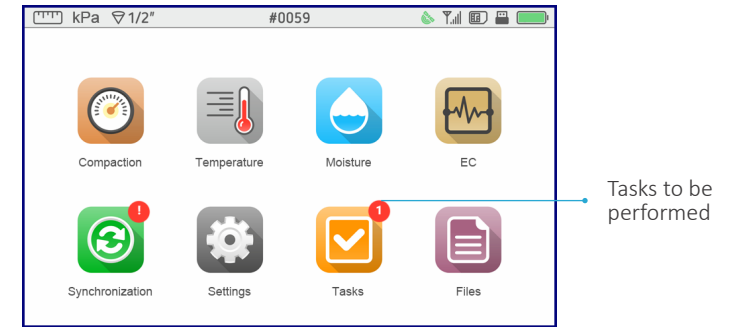 kPa 1/2" #0059
Compaction Temperature Moisture EC
! 1
Synchronization Settings Tasks Files
Tasks to be
performed